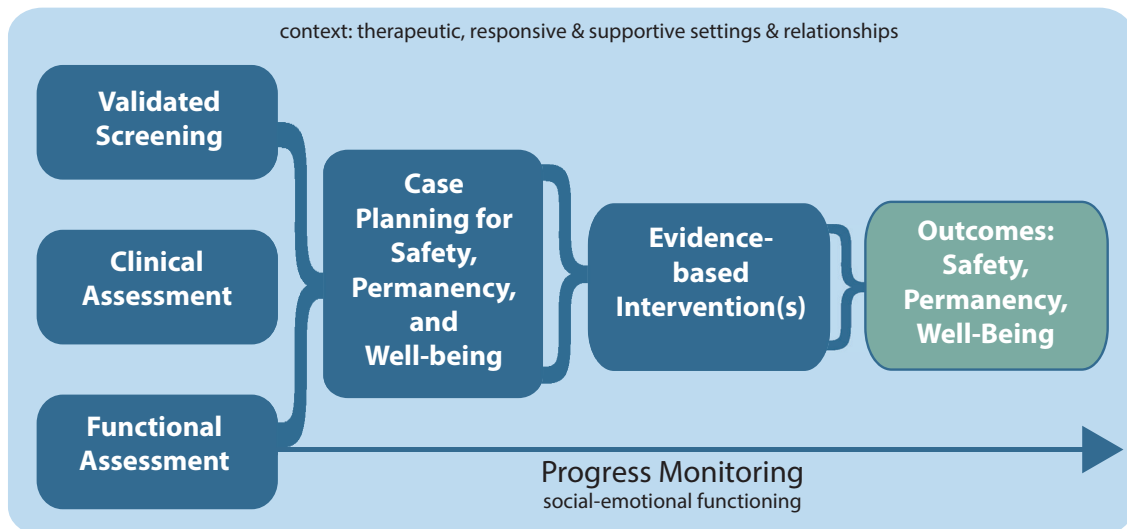 context: therapeutic, responsive & supportive settings & relationships
Validated
Screening
Clinical
Assessment
Functional
Assessment
Case
Planning for
Safety,
Permanency,
and
Well-being
Evidence-
based
Intervention(s)
Outcomes:
Safety,
Permanency,
Well-Being
Progress Monitoring
social-emotional functioning